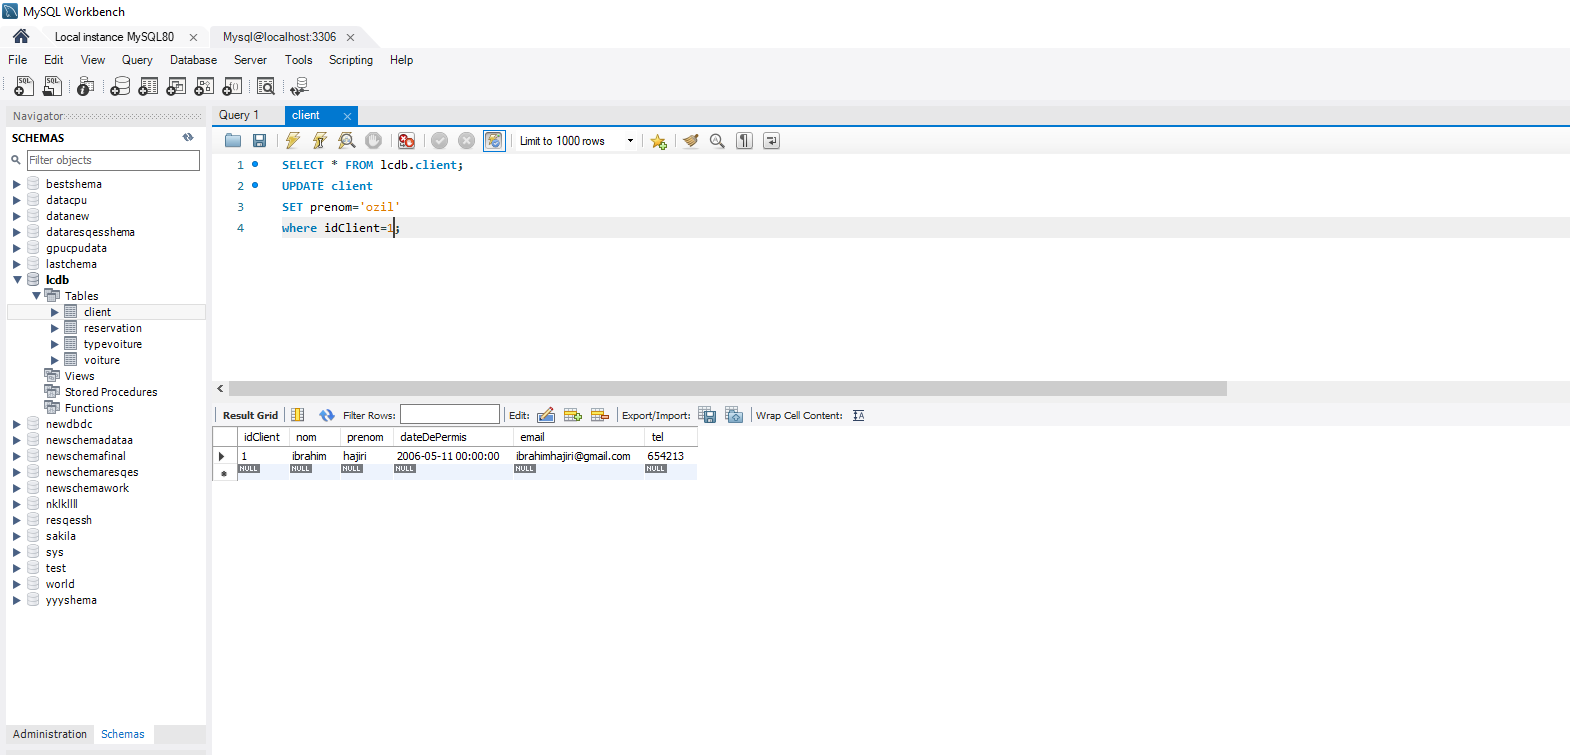 MySQL Workbench
Local instance MySQL80 Mysql@localhost:3306
File Edit View Query Database Server Tools Scripting Help
Navigator
SCHEMAS
Filter objects
bestshema
datacpu
datanew
dataresqesshema
gpucpudata
lastchema
lcdb
Tables
client
reservation
typevoiture
voiture
Views
Stored Procedures
Functions
newdbdc
newschemadataa
newschemafinal
newschemaresqes
newschemawork
nklkllll
resqessh
sakila
sys
test
world
yyyshema
Administration Schemas
Query 1 client
Limit to 1000 rows
1 SELECT * FROM lcdb.client;
2 UPDATE client
3 SET prenom='ozil'
4 where idClient=1;
Result Grid Filter Rows: Edit: Export/Import: Wrap Cell Content:
idClient nom prenom dateDePermis email tel
1 ibrahim hajiri 2006-05-11 00:00:00 ibrahimhajiri@gmail.com 654213
NULL NULL NULL NULL NULL NULL